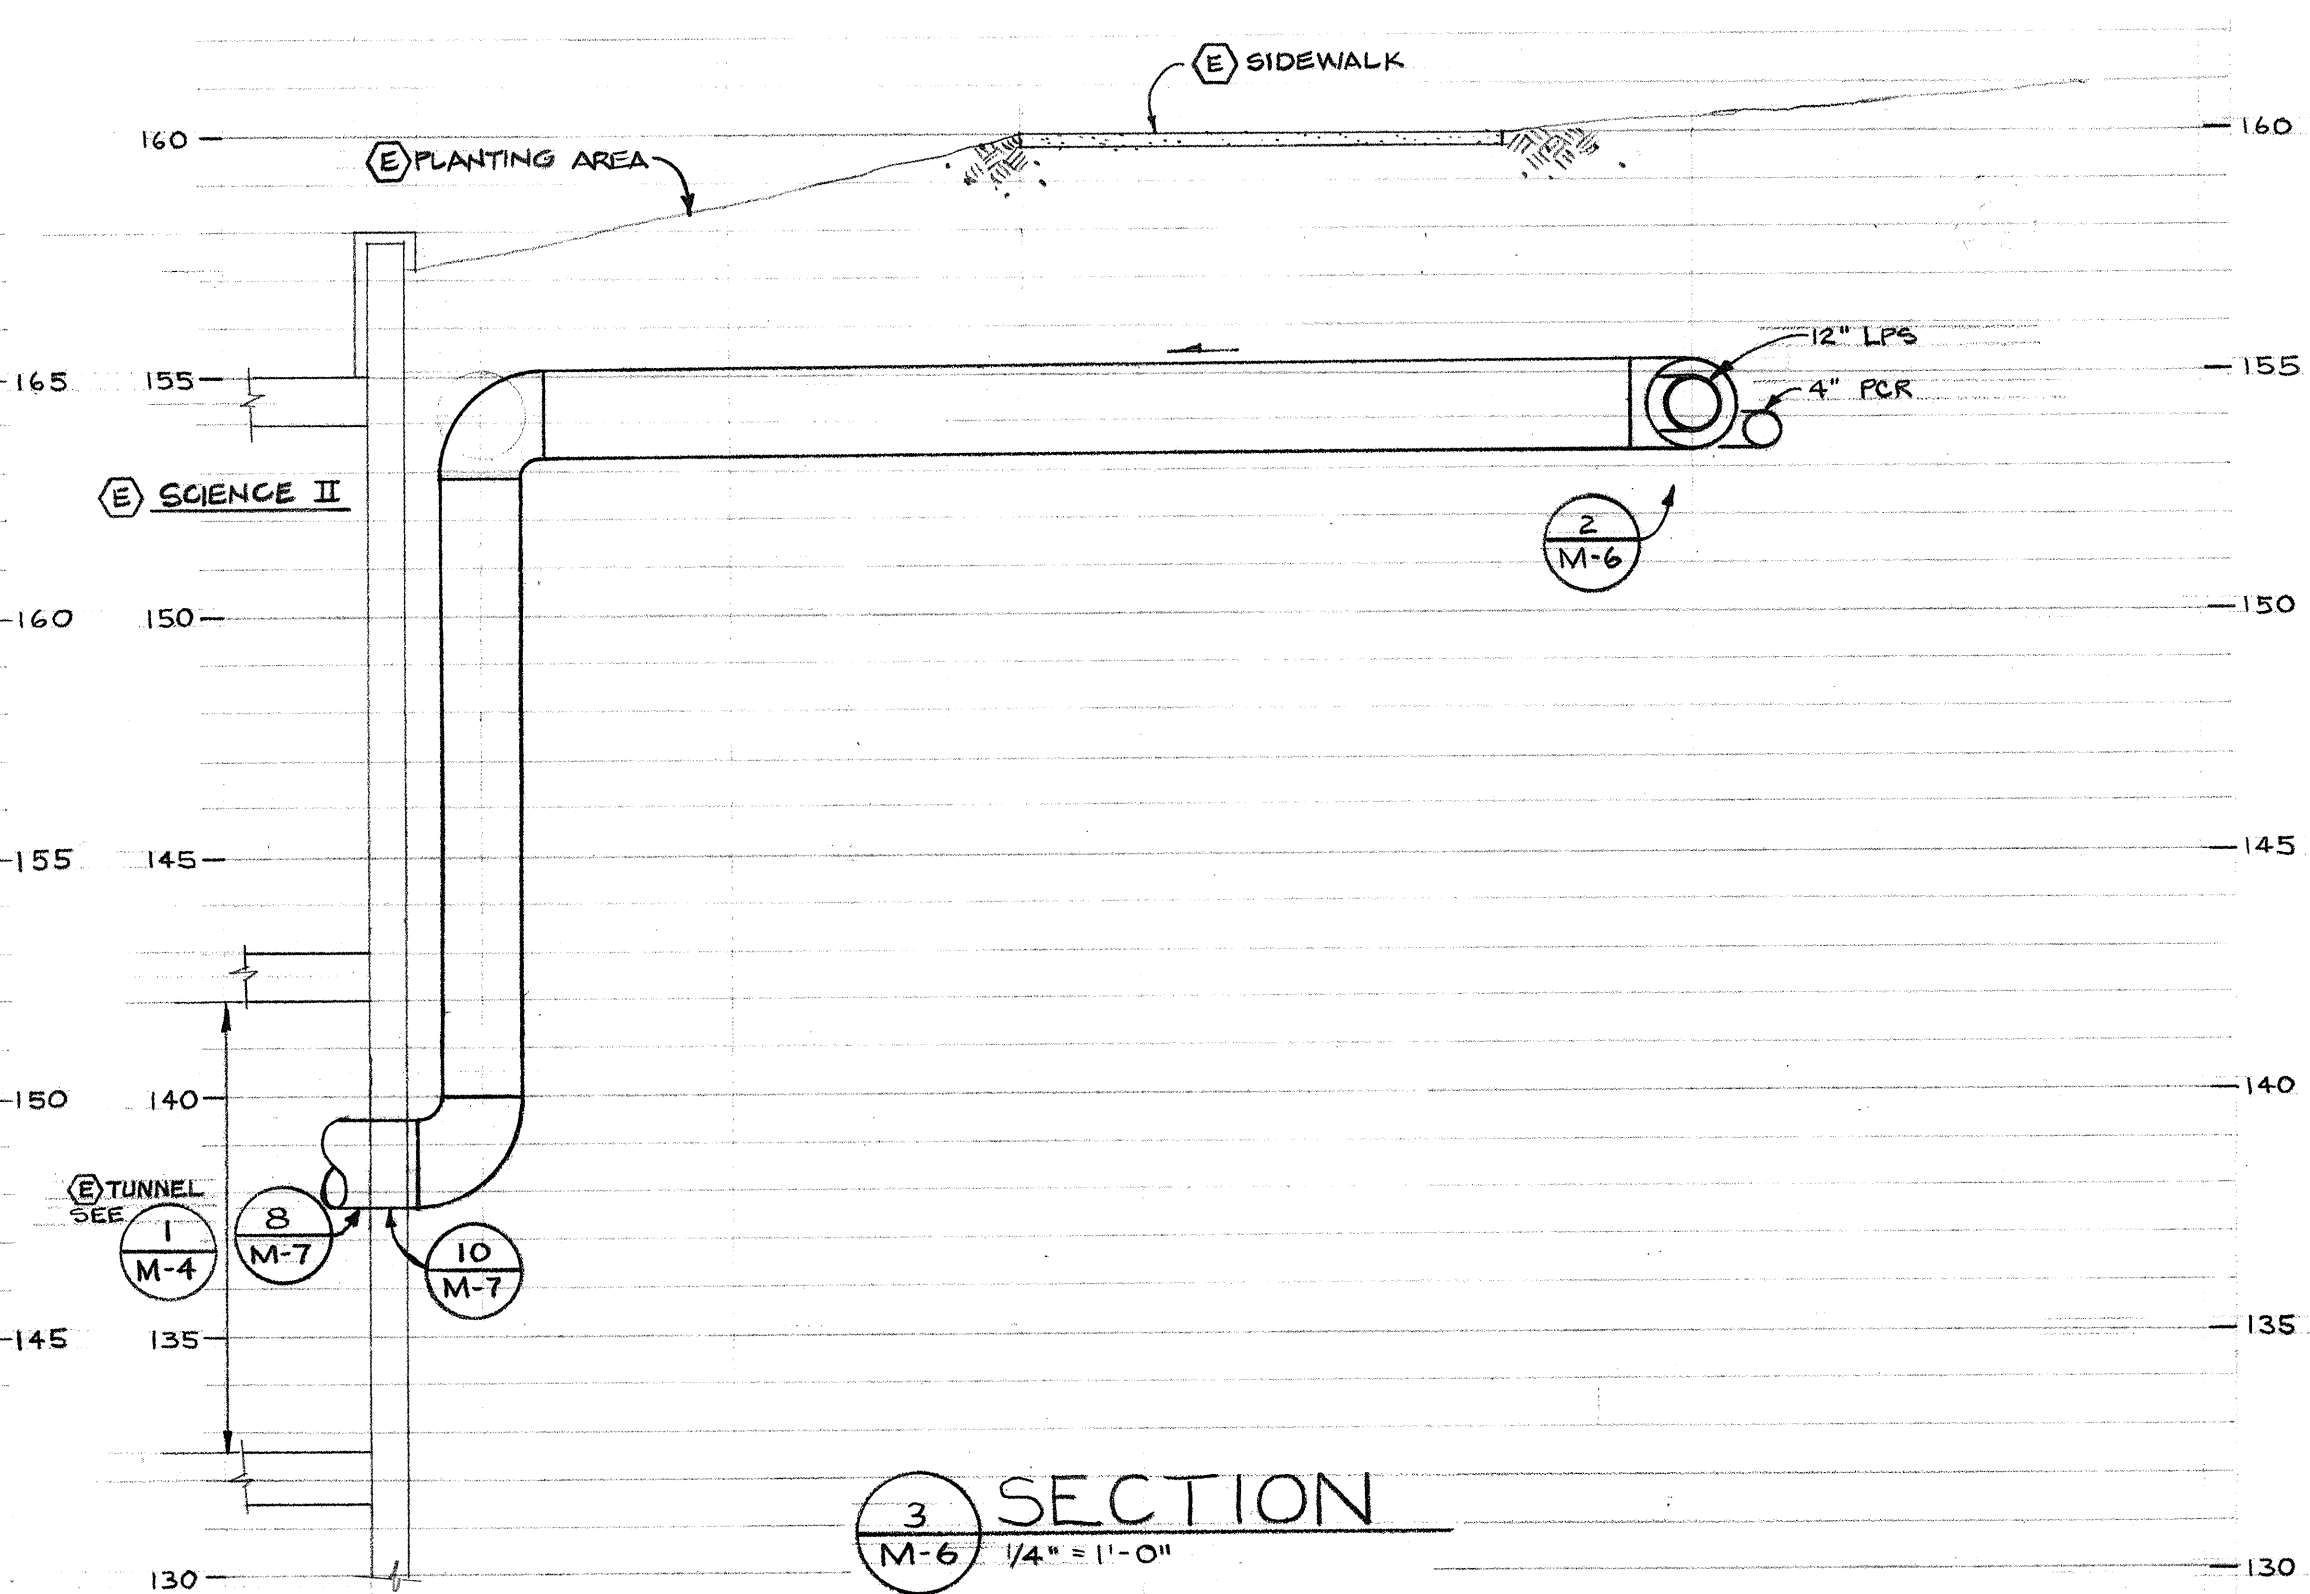 Ⓔ SIDEWALK
160
160
Ⓔ PLANTING AREA
12" LPS
165
155
155
4" PCR
Ⓔ SCIENCE II
2
M-6
160
150
150
155
145
145
150
140
140
Ⓔ TUNNEL
SEE
1
M-4
8
M-7
10
M-7
145
135
135
3
M-6
SECTION
1/4" = 1'-0"
130
130